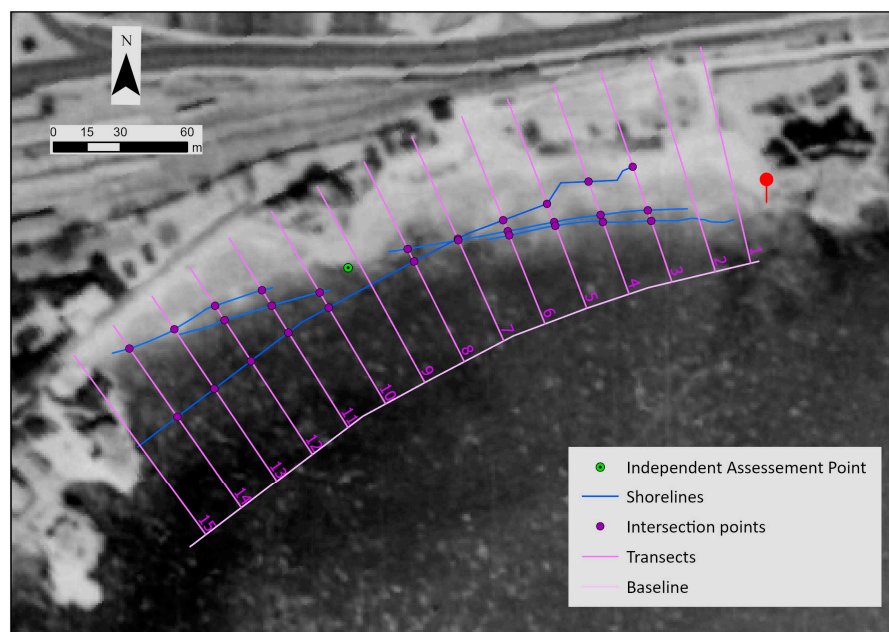 N
0 15 30 60
m
1
2
3
4
5
6
7
8
9
10
11
12
13
14
15
Independent Assessement Point
Shorelines
Intersection points
Transects
Baseline